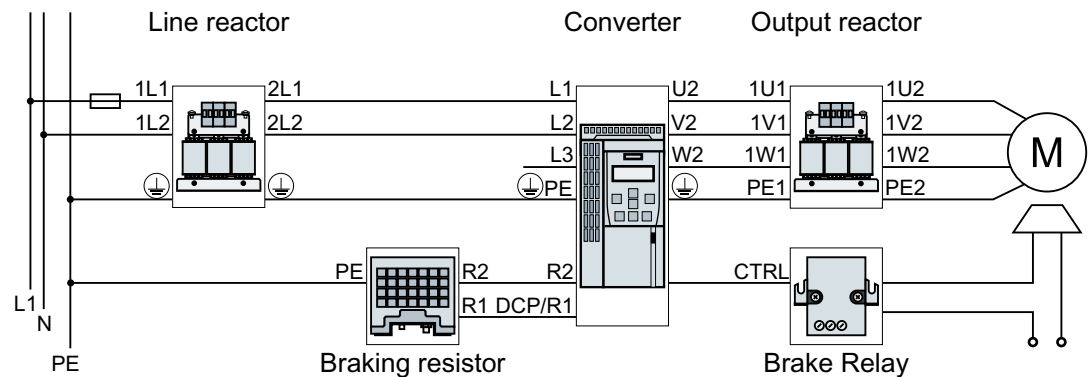 Line reactor Converter Output reactor
1L1 2L1 L1 U2 1U1 1U2
1L2 2L2 L2 V2 1V1 1V2
L3 W2 1W1 1W2
M
PE PE1 PE2
PE R2 R2 CTRL
R1 DCP/R1
L1
N
PE
Braking resistor Brake Relay